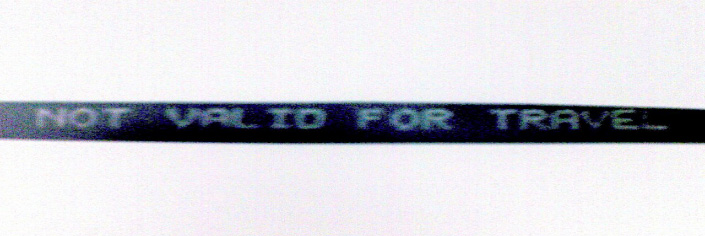 NOT VALID FOR TRAVEL